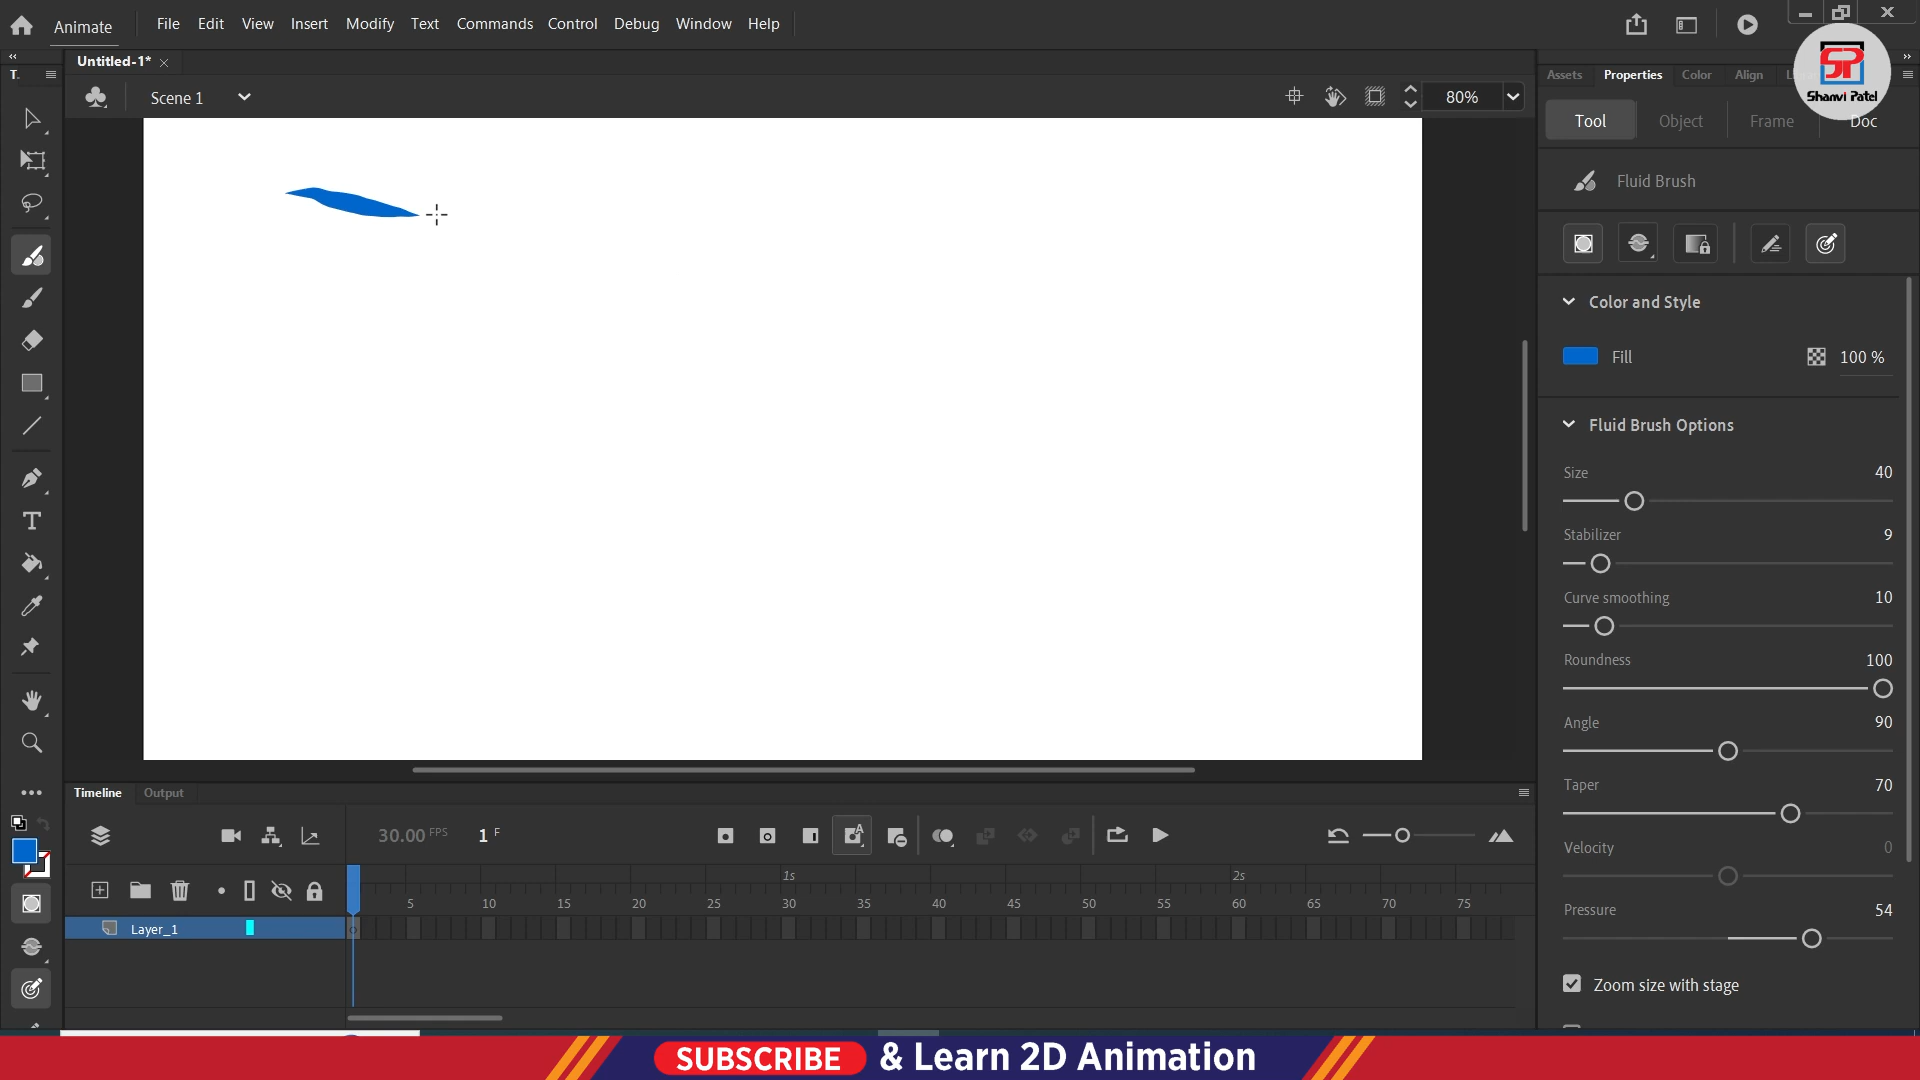 Animate File Edit View Insert Modify Text Commands Control Debug Window Help
Untitled-1*
T.
Scene 1
80%
Assets Properties Color Align
SP
Shanvi Patel
Tool Object Frame Doc
Fluid Brush
Color and Style
Fill 100 %
Fluid Brush Options
Size 40
Stabilizer 9
Curve smoothing 10
Roundness 100
Angle 90
Taper 70
Velocity 0
Pressure 54
Zoom size with stage
Timeline Output
30.00 FPS 1 F
1s 2s
5 10 15 20 25 30 35 40 45 50 55 60 65 70 75
Layer_1
SUBSCRIBE & Learn 2D Animation